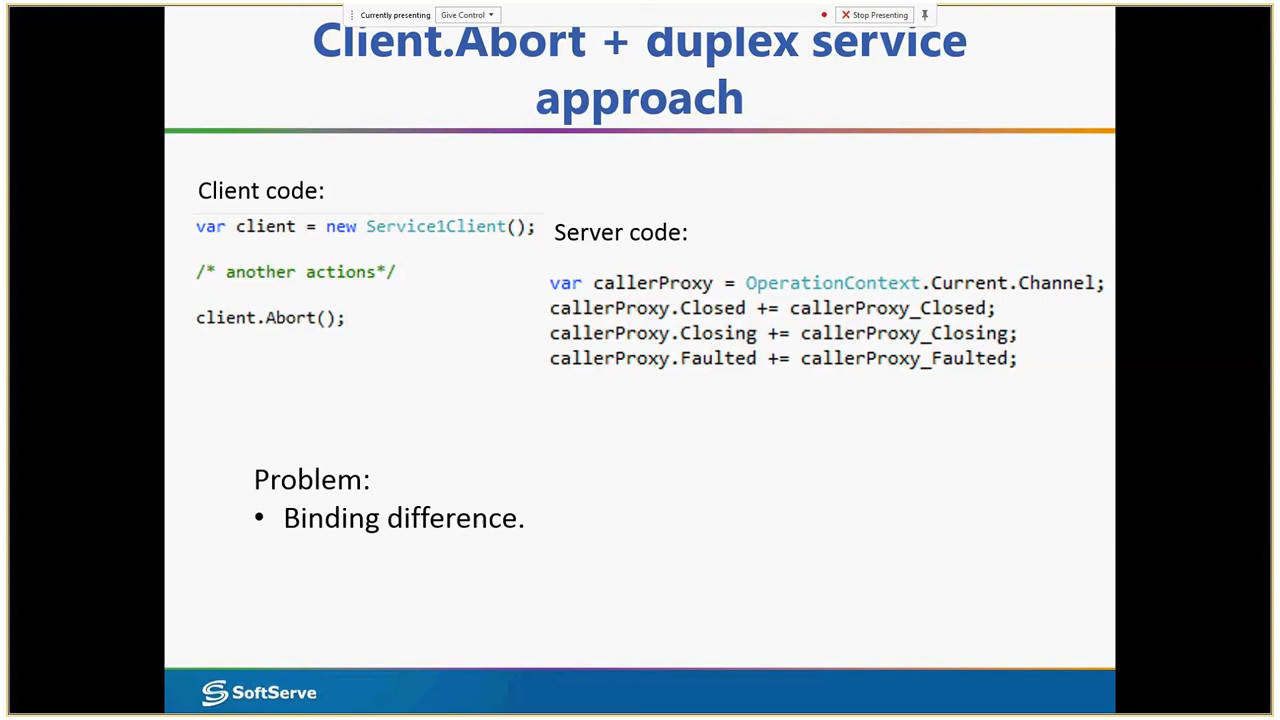 Currently presenting
Give Control
Stop Presenting
Client.Abort + duplex service
approach
Client code:
var client = new Service1Client();
/* another actions*/
client.Abort();
Server code:
var callerProxy = OperationContext.Current.Channel;
callerProxy.Closed += callerProxy_Closed;
callerProxy.Closing += callerProxy_Closing;
callerProxy.Faulted += callerProxy_Faulted;
Problem:
• Binding difference.
SoftServe